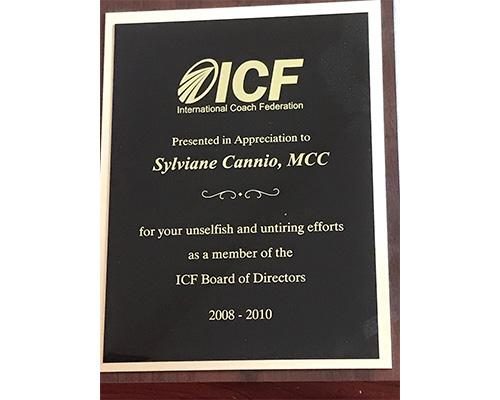 ICF
International Coach Federation
Presented in Appreciation to
Sylviane Cannio, MCC
for your unselfish and untiring efforts
as a member of the
ICF Board of Directors
2008 - 2010